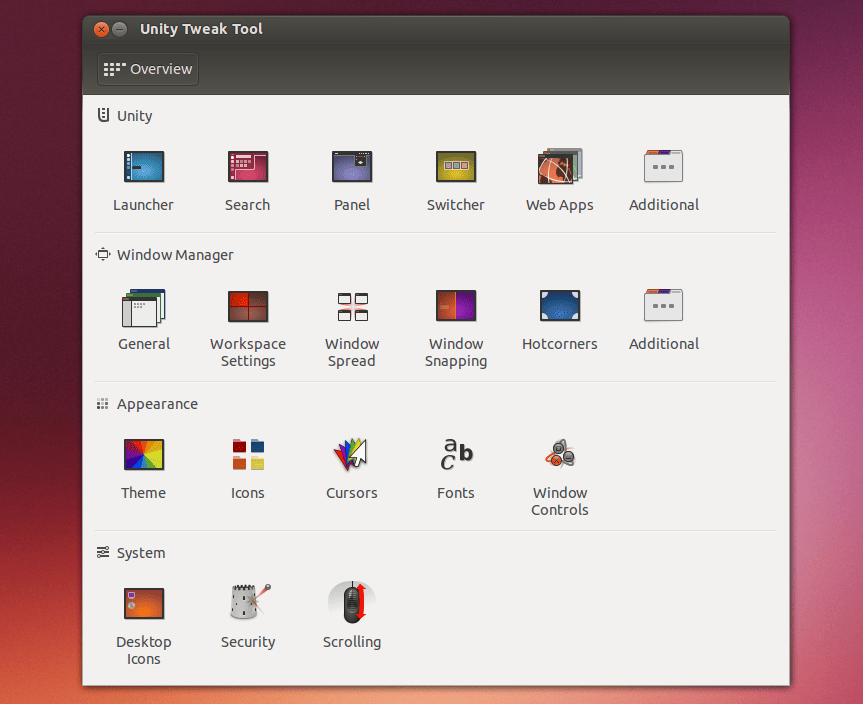 Unity Tweak Tool
Overview
Unity
Launcher
Search
Panel
Switcher
Web Apps
Additional
Window Manager
General
Workspace
Settings
Window
Spread
Window
Snapping
Hotcorners
Additional
Appearance
Theme
Icons
Cursors
Fonts
Window
Controls
System
Desktop
Icons
Security
Scrolling